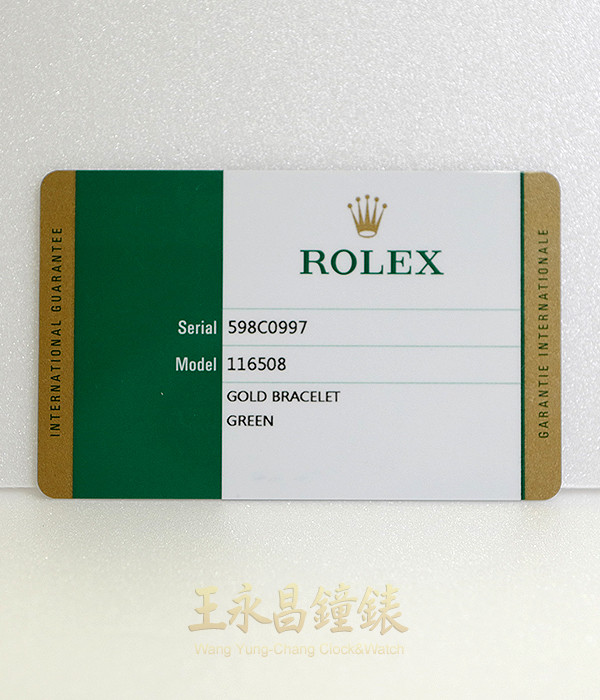 INTERNATIONAL GUARANTEE
ROLEX
Serial 598C0997
Model 116508
GOLD BRACELET
GREEN
GARANTIE INTERNATIONALE
王永昌鐘錶
Wang Yung-Chang Clock&Watch